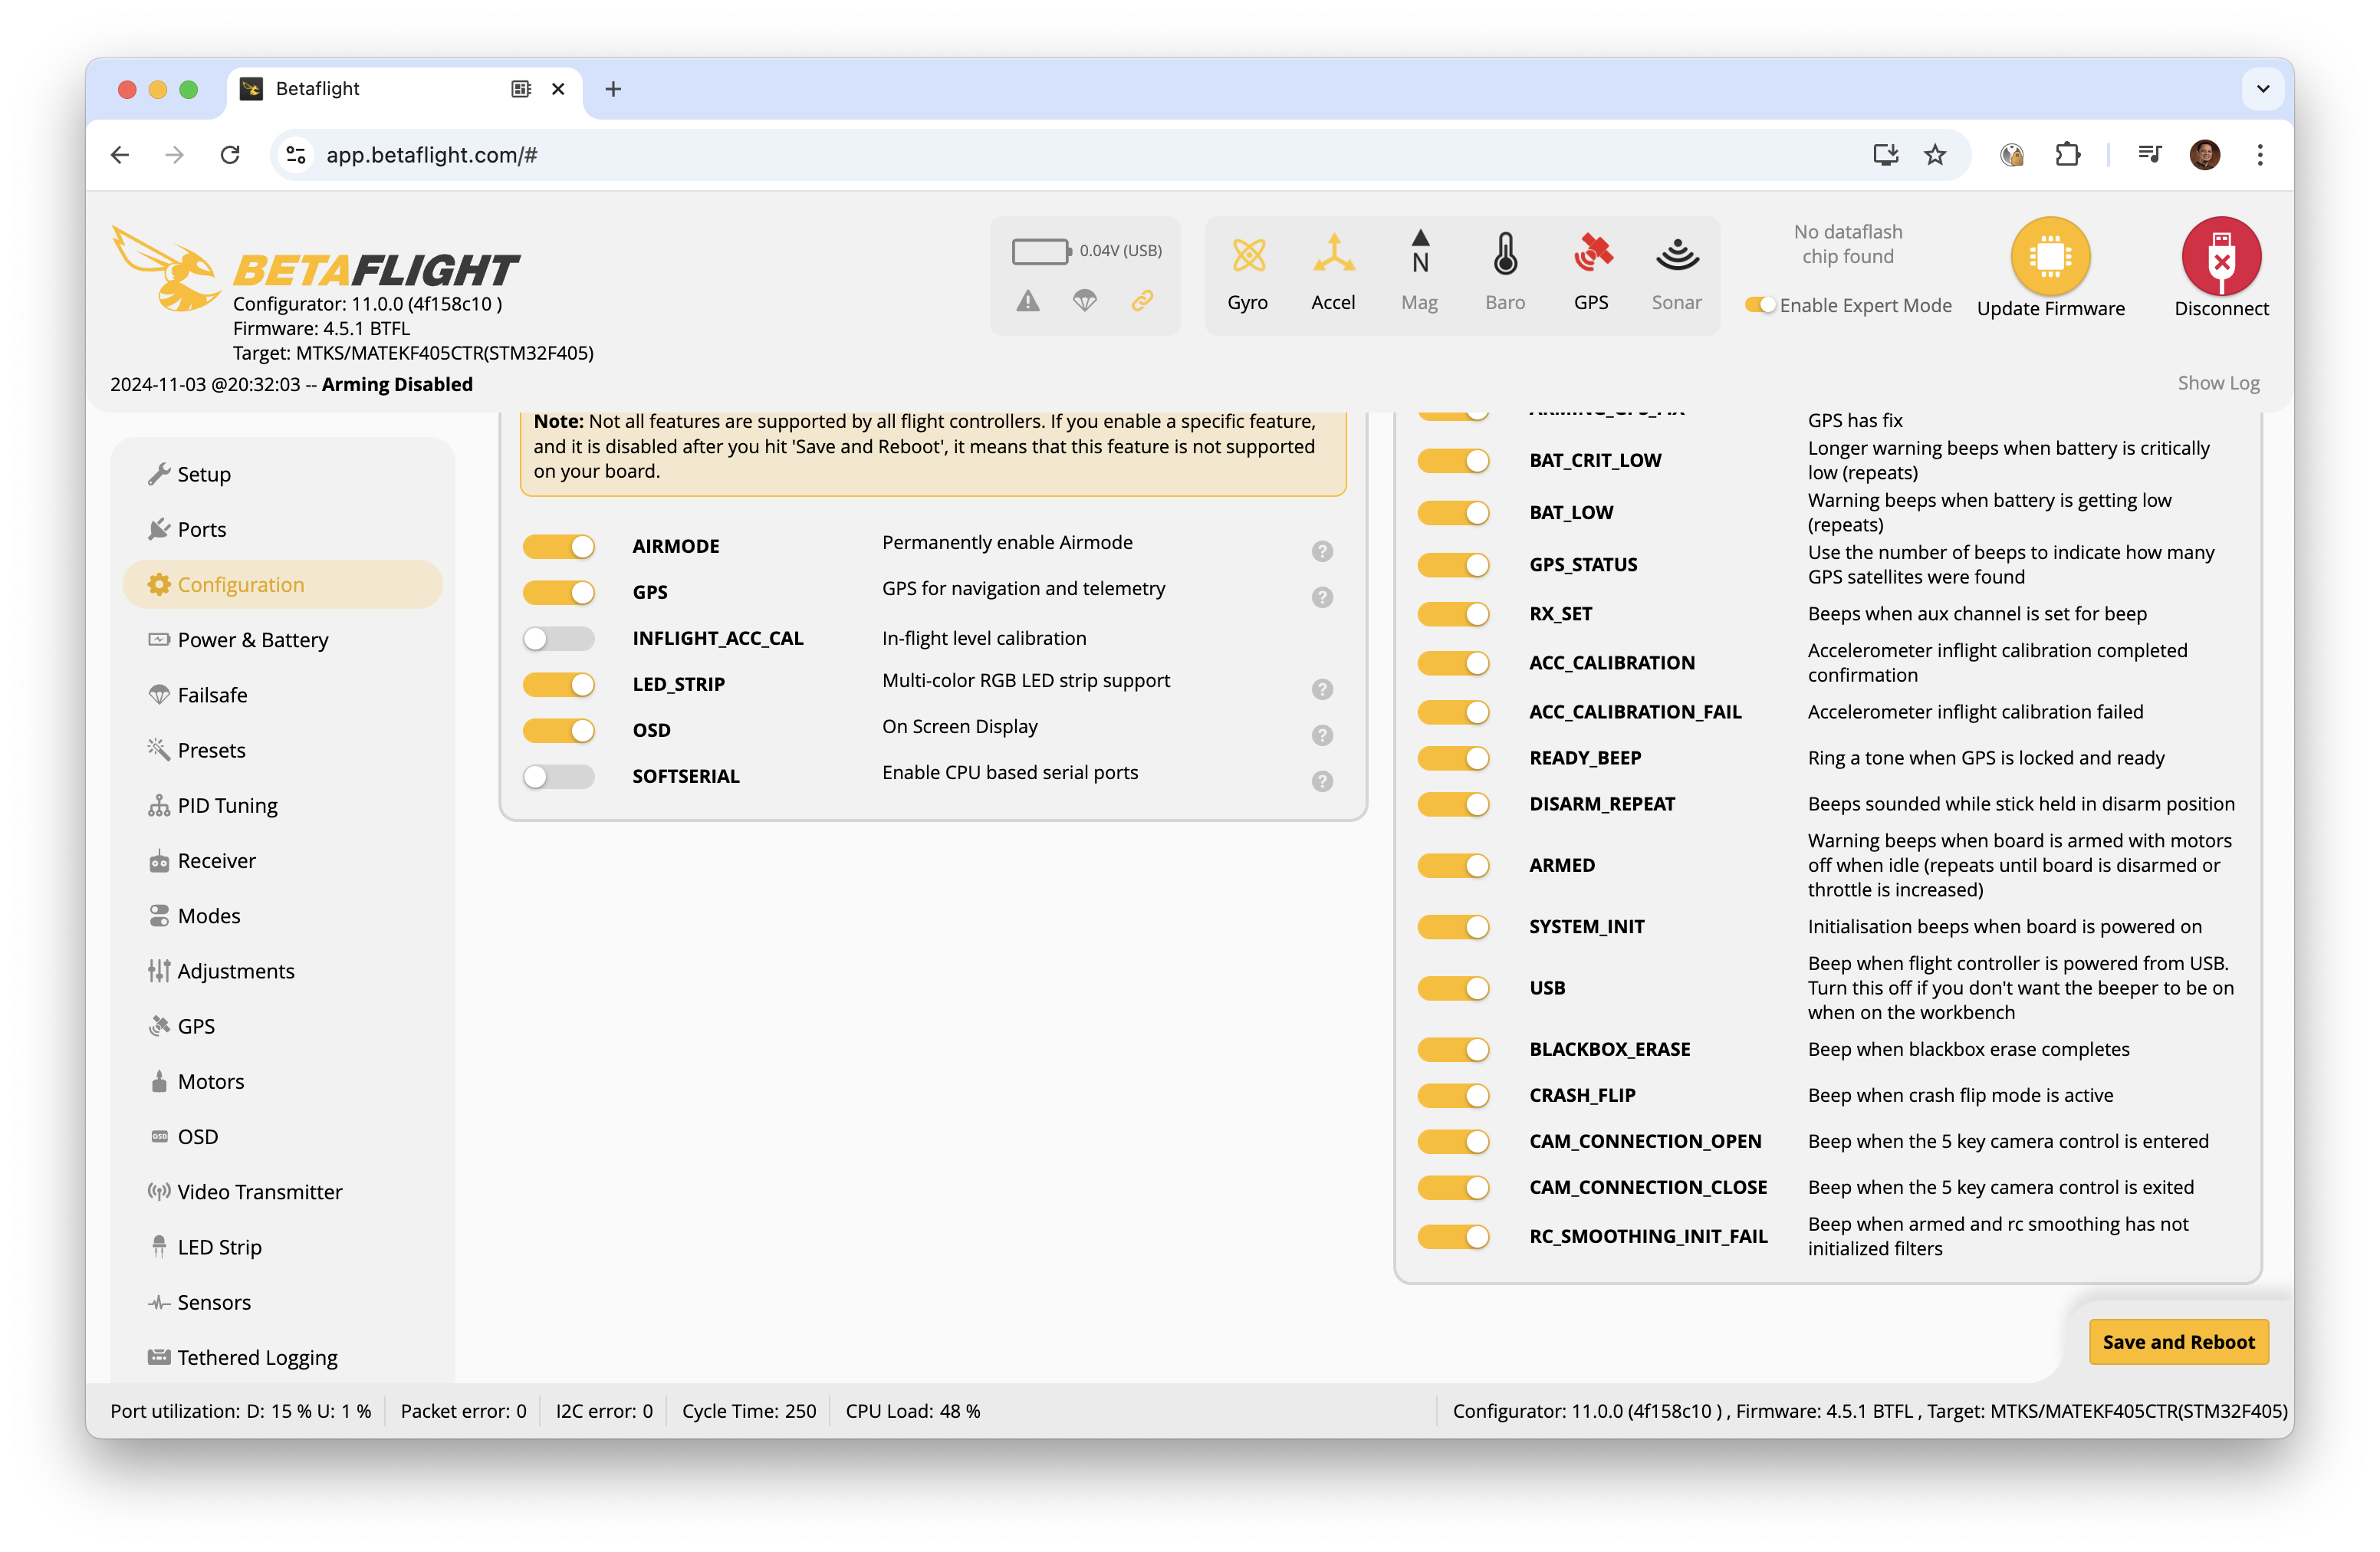 Betaflight
app.betaflight.com/#
BETAFLIGHT
Configurator: 11.0.0 (4f158c10 )
Firmware: 4.5.1 BTFL
Target: MTKS/MATEKF405CTR(STM32F405)
0.04V (USB)
N
Gyro
Accel
Mag
Baro
GPS
Sonar
No dataflash
chip found
Enable Expert Mode
Update Firmware
Disconnect
2024-11-03 @20:32:03 -- Arming Disabled
Show Log
Setup
Ports
Configuration
Power & Battery
Failsafe
Presets
PID Tuning
Receiver
Modes
Adjustments
GPS
Motors
OSD
OSD
Video Transmitter
LED Strip
Sensors
Tethered Logging
Note: Not all features are supported by all flight controllers. If you enable a specific feature,
and it is disabled after you hit 'Save and Reboot', it means that this feature is not supported
on your board.
AIRMODE Permanently enable Airmode ?
GPS GPS for navigation and telemetry ?
INFLIGHT_ACC_CAL In-flight level calibration
LED_STRIP Multi-color RGB LED strip support ?
OSD On Screen Display ?
SOFTSERIAL Enable CPU based serial ports ?
ARMING_GPS_FIX
GPS has fix
BAT_CRIT_LOW Longer warning beeps when battery is critically
low (repeats)
BAT_LOW Warning beeps when battery is getting low
(repeats)
GPS_STATUS Use the number of beeps to indicate how many
GPS satellites were found
RX_SET Beeps when aux channel is set for beep
ACC_CALIBRATION Accelerometer inflight calibration completed
confirmation
ACC_CALIBRATION_FAIL Accelerometer inflight calibration failed
READY_BEEP Ring a tone when GPS is locked and ready
DISARM_REPEAT Beeps sounded while stick held in disarm position
ARMED Warning beeps when board is armed with motors
off when idle (repeats until board is disarmed or
throttle is increased)
SYSTEM_INIT Initialisation beeps when board is powered on
USB Beep when flight controller is powered from USB.
Turn this off if you don't want the beeper to be on
when on the workbench
BLACKBOX_ERASE Beep when blackbox erase completes
CRASH_FLIP Beep when crash flip mode is active
CAM_CONNECTION_OPEN Beep when the 5 key camera control is entered
CAM_CONNECTION_CLOSE Beep when the 5 key camera control is exited
RC_SMOOTHING_INIT_FAIL Beep when armed and rc smoothing has not
initialized filters
Save and Reboot
Port utilization: D: 15 % U: 1 %
Packet error: 0
I2C error: 0
Cycle Time: 250
CPU Load: 48 %
Configurator: 11.0.0 (4f158c10 ) , Firmware: 4.5.1 BTFL , Target: MTKS/MATEKF405CTR(STM32F405)